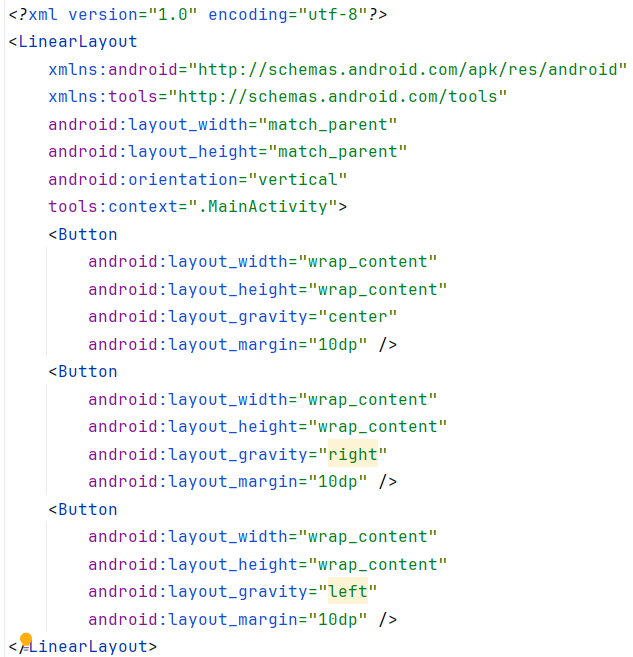 <?xml version="1.0" encoding="utf-8"?>
<LinearLayout
    xmlns:android="http://schemas.android.com/apk/res/android"
    xmlns:tools="http://schemas.android.com/tools"
    android:layout_width="match_parent"
    android:layout_height="match_parent"
    android:orientation="vertical"
    tools:context=".MainActivity">
    <Button
        android:layout_width="wrap_content"
        android:layout_height="wrap_content"
        android:layout_gravity="center"
        android:layout_margin="10dp" />
    <Button
        android:layout_width="wrap_content"
        android:layout_height="wrap_content"
        android:layout_gravity="right"
        android:layout_margin="10dp" />
    <Button
        android:layout_width="wrap_content"
        android:layout_height="wrap_content"
        android:layout_gravity="left"
        android:layout_margin="10dp" />
</LinearLayout>